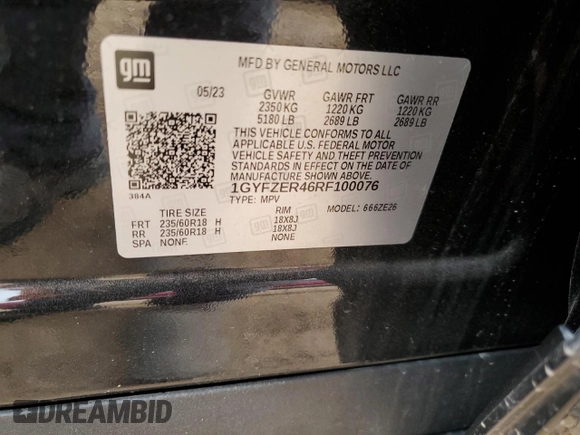 gm
MFD BY GENERAL MOTORS LLC
05/23 GVWR GAWR FRT GAWR RR
2350 KG 1220 KG 1220 KG
5180 LB 2689 LB 2689 LB
THIS VEHICLE CONFORMS TO ALL
APPLICABLE U.S. FEDERAL MOTOR
VEHICLE SAFETY AND THEFT PREVENTION
STANDARDS IN EFFECT ON THE DATE OF
MANUFACTURE SHOWN ABOVE.
384A 1GYFZER46RF100076
TYPE: MPV MODEL: 666ZE26
TIRE SIZE RIM
FRT 235/60R18 H 18X8J
RR 235/60R18 H 18X8J
SPA NONE NONE
DREAMBID